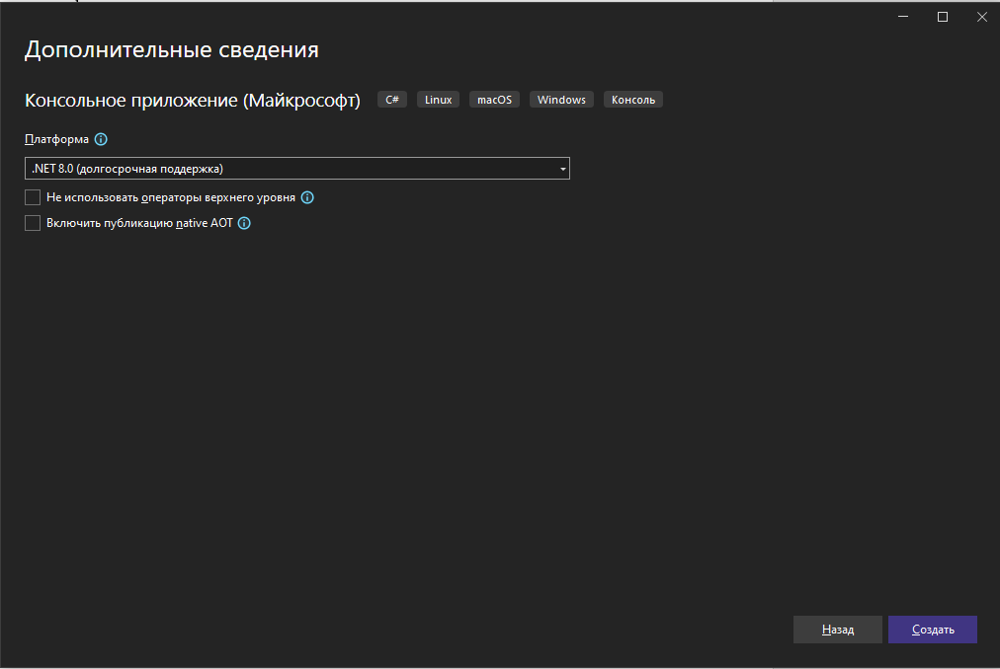 Дополнительные сведения
Консольное приложение (Майкрософт) C# Linux macOS Windows Консоль
Платформа
.NET 8.0 (долгосрочная поддержка)
Не использовать операторы верхнего уровня
Включить публикацию native AOT
Назад Создать